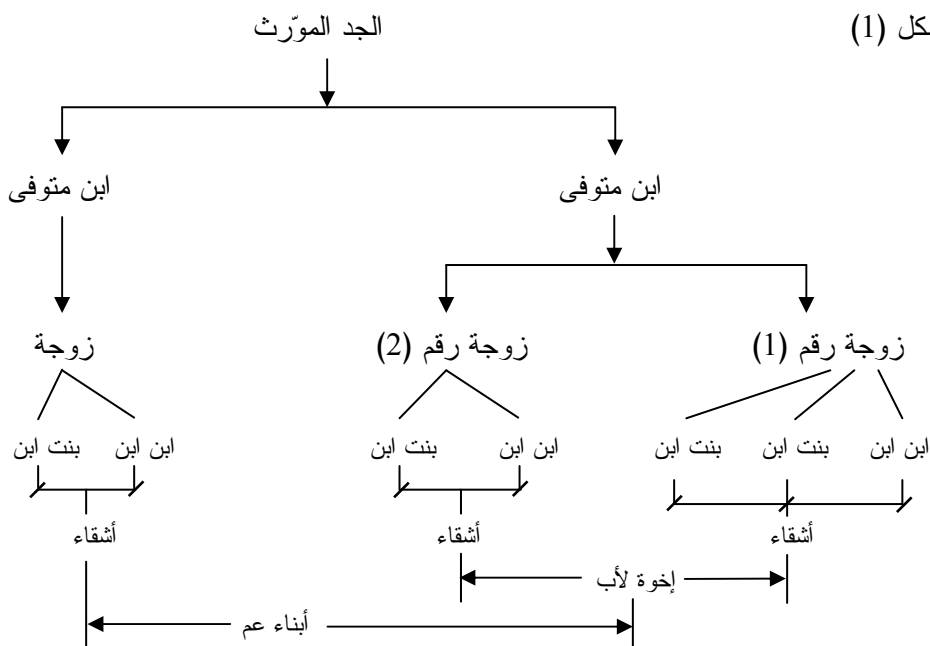 كل (1)
الجد المورّث
ابن متوفى
ابن متوفى
زوجة رقم (1)
زوجة رقم (2)
زوجة
ابن ابن
بنت ابن
بنت ابن
ابن ابن
بنت ابن
ابن ابن
بنت ابن
أشقاء
أشقاء
أشقاء
إخوة لأب
أبناء عم